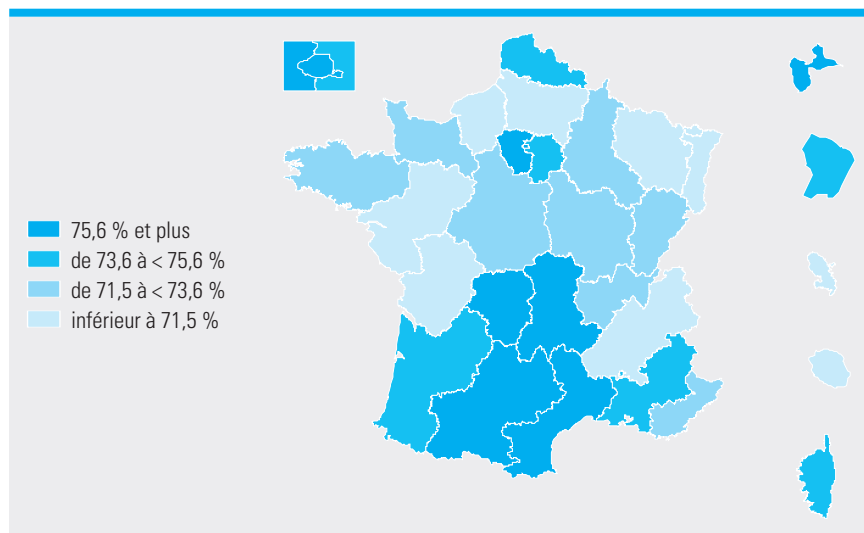 75,6 % et plus
de 73,6 à < 75,6 %
de 71,5 à < 73,6 %
inférieur à 71,5 %